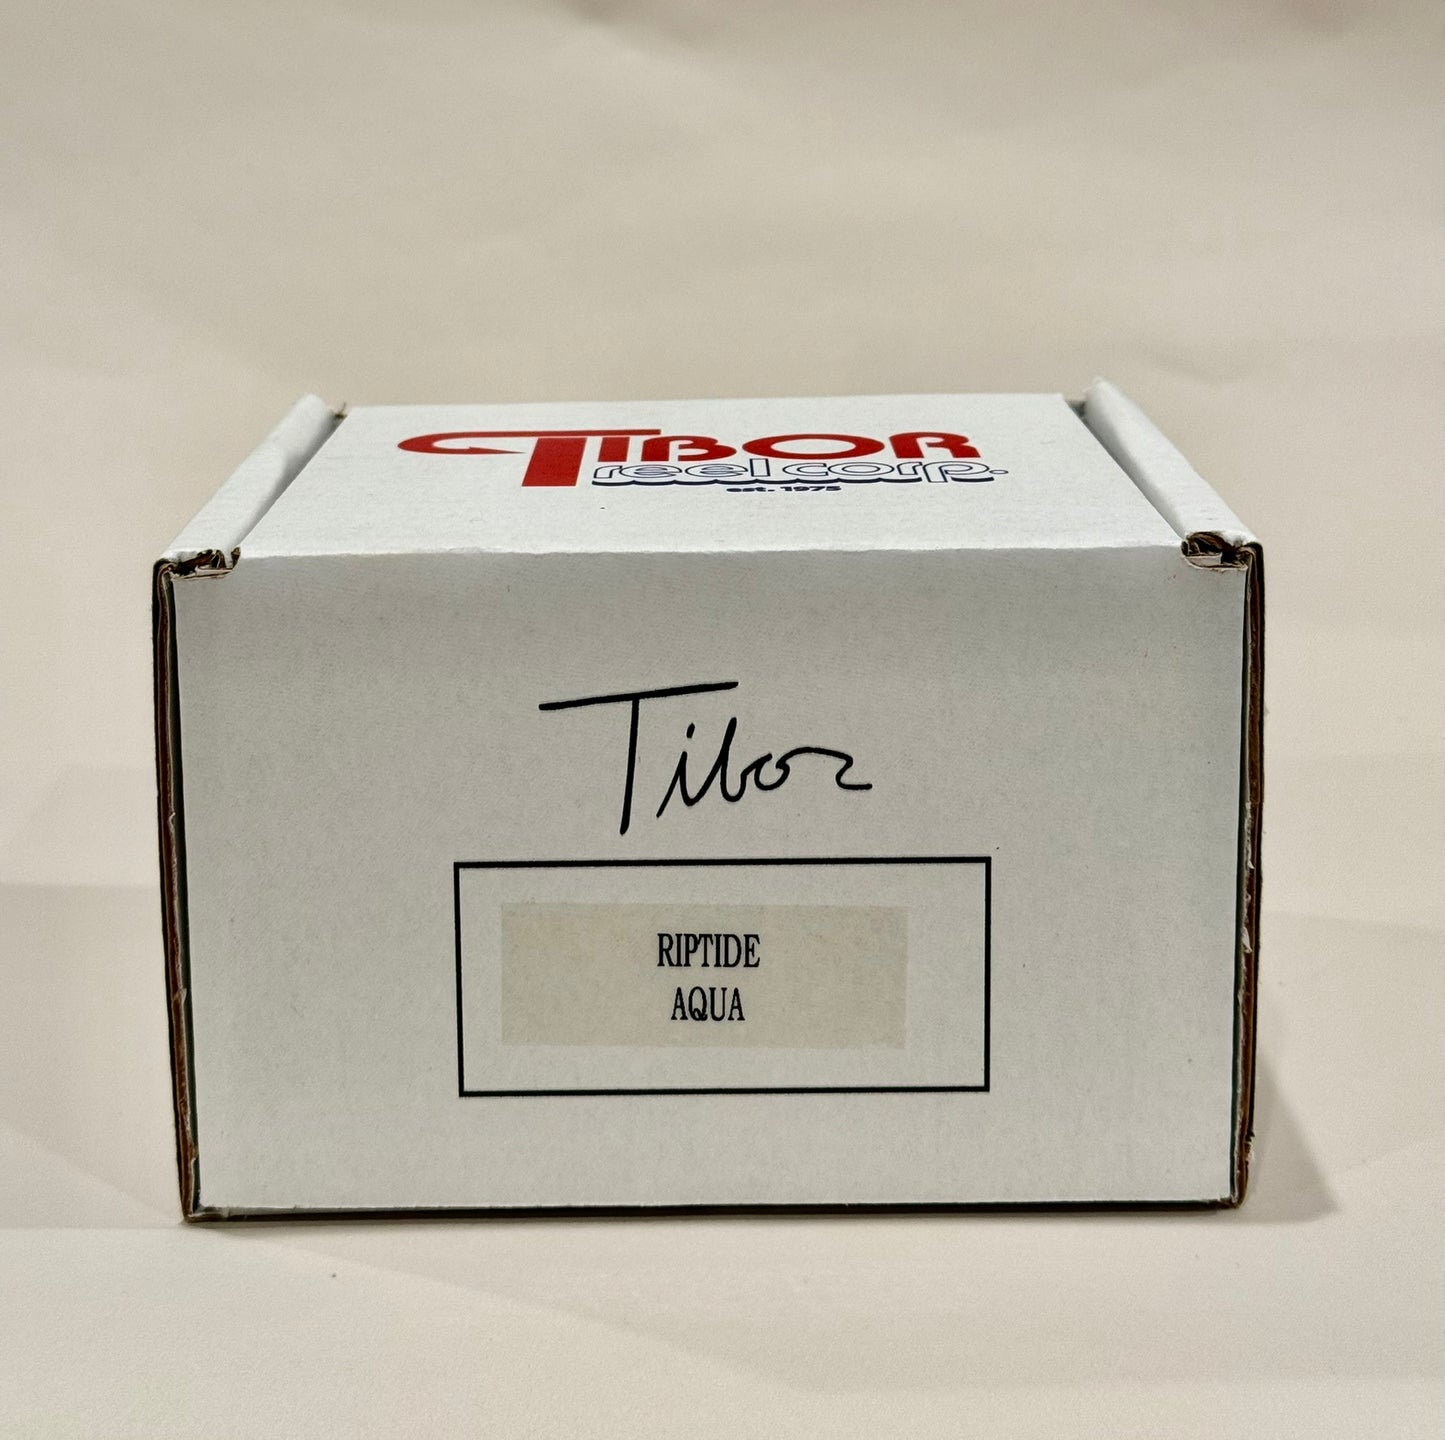 TIBOR
reel corp.
est. 1975
Tibor
RIPTIDE
AQUA